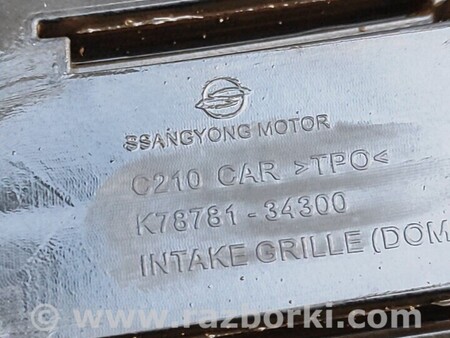 SSANGYONG MOTOR
C210 CAR >TPO<
K78781-34300
INTAKE GRILLE (DOM
© www.razborki.com